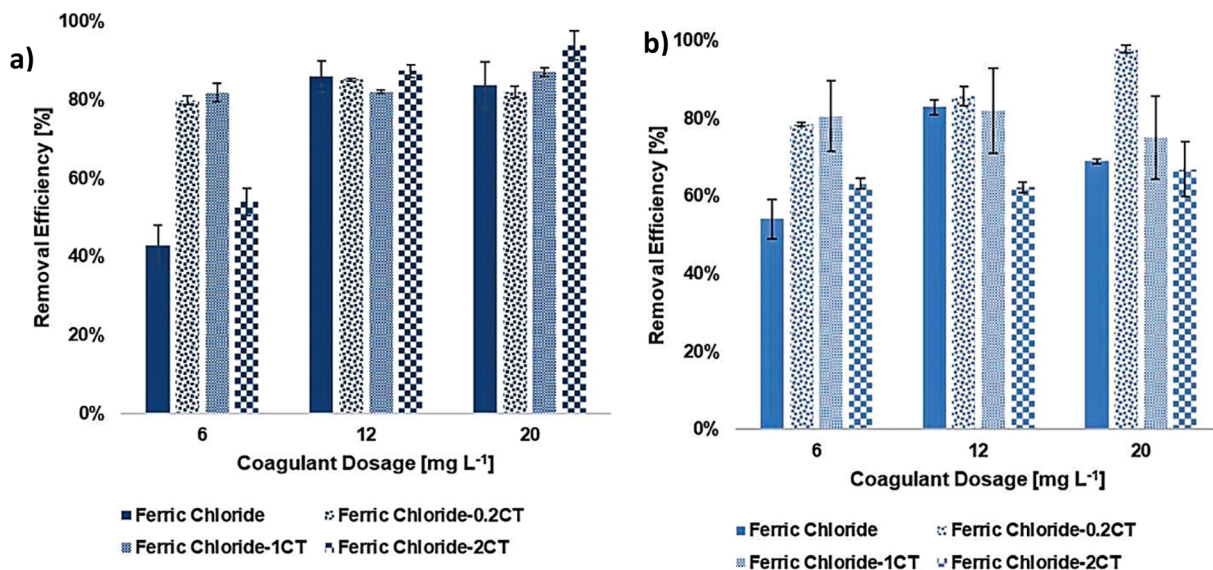 a)
Removal Efficiency [%]
100%
80%
60%
40%
20%
0%
6 12 20
Coagulant Dosage [mg L⁻¹]
Ferric Chloride Ferric Chloride-0.2CT
Ferric Chloride-1CT Ferric Chloride-2CT
b)
Removal Efficiency [%]
100%
80%
60%
40%
20%
0%
6 12 20
Coagulant Dosage [mg L⁻¹]
Ferric Chloride Ferric Chloride-0.2CT
Ferric Chloride-1CT Ferric Chloride-2CT